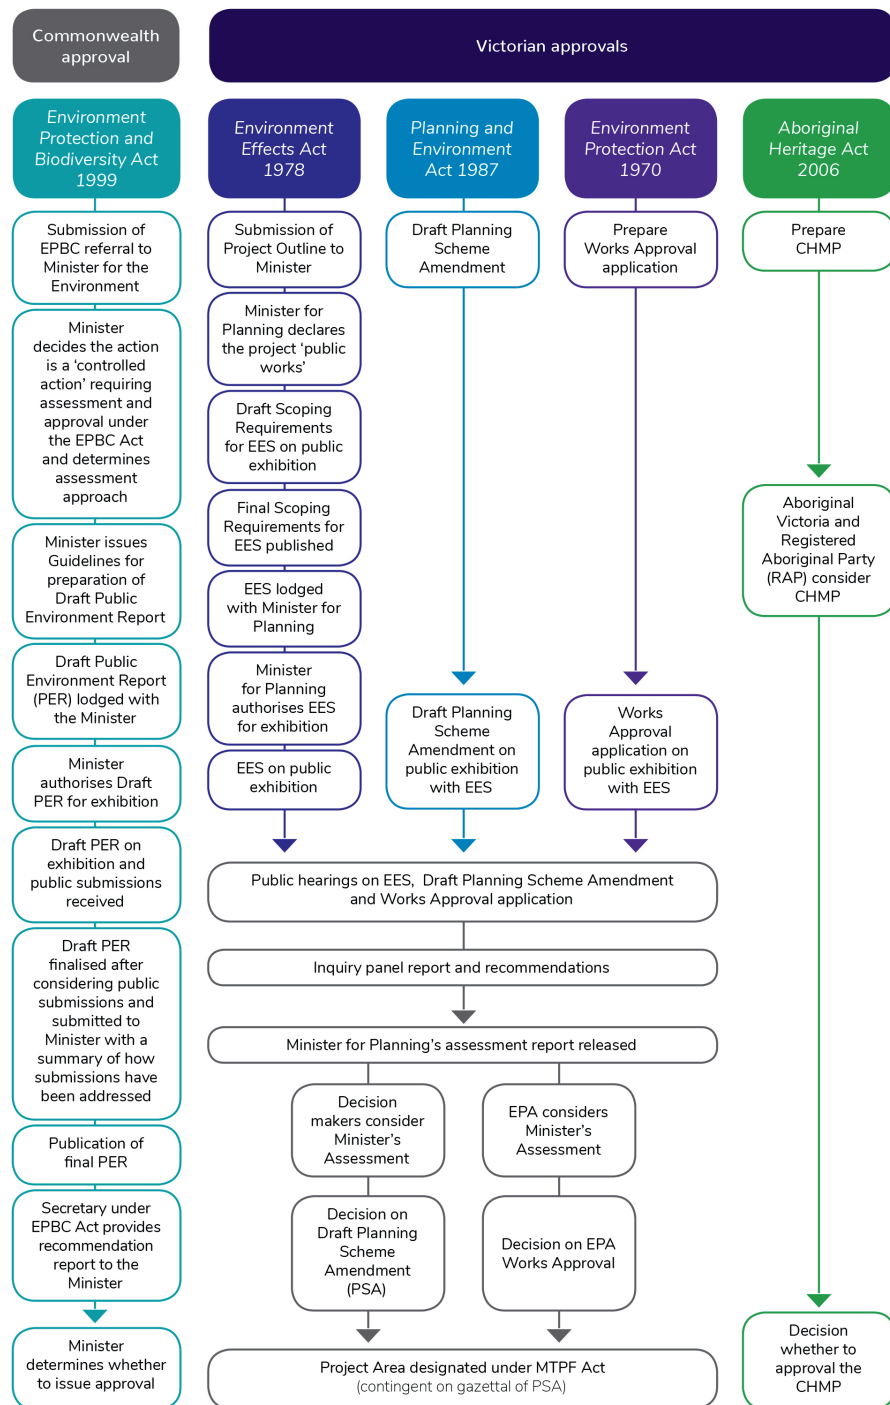 Commonwealth
approval
Victorian approvals
Environment
Protection and
Biodiversity Act
1999
Submission of
EPBC referral to
Minister for the
Environment
Minister
decides the action
is a ‘controlled
action’ requiring
assessment and
approval under
the EPBC Act
and determines
assessment
approach
Minister issues
Guidelines for
preparation of
Draft Public
Environment Report
Draft Public
Environment Report
(PER) lodged with
the Minister
Minister
authorises Draft
PER for exhibition
Draft PER on
exhibition and
public submissions
received
Draft PER
finalised after
considering public
submissions and
submitted to
Minister with a
summary of how
submissions have
been addressed
Publication of
final PER
Secretary under
EPBC Act provides
recommendation
report to the
Minister
Minister
determines whether
to issue approval
Environment
Effects Act
1978
Submission of
Project Outline to
Minister
Minister for
Planning declares
the project ‘public
works’
Draft Scoping
Requirements
for EES on public
exhibition
Final Scoping
Requirements for
EES published
EES lodged
with Minister for
Planning
Minister
for Planning
authorises EES
for exhibition
EES on public
exhibition
Planning and
Environment
Act 1987
Draft Planning
Scheme
Amendment
Draft Planning
Scheme
Amendment on
public exhibition
with EES
Environment
Protection Act
1970
Prepare
Works Approval
application
Works
Approval
application on
public exhibition
with EES
Public hearings on EES, Draft Planning Scheme Amendment
and Works Approval application
Inquiry panel report and recommendations
Minister for Planning’s assessment report released
Decision
makers consider
Minister’s
Assessment
Decision on
Draft Planning
Scheme
Amendment
(PSA)
EPA considers
Minister’s
Assessment
Decision on EPA
Works Approval
Project Area designated under MTPF Act
(contingent on gazettal of PSA)
Aboriginal
Heritage Act
2006
Prepare
CHMP
Aboriginal
Victoria and
Registered
Aboriginal Party
(RAP) consider
CHMP
Decision
whether to
approval the
CHMP